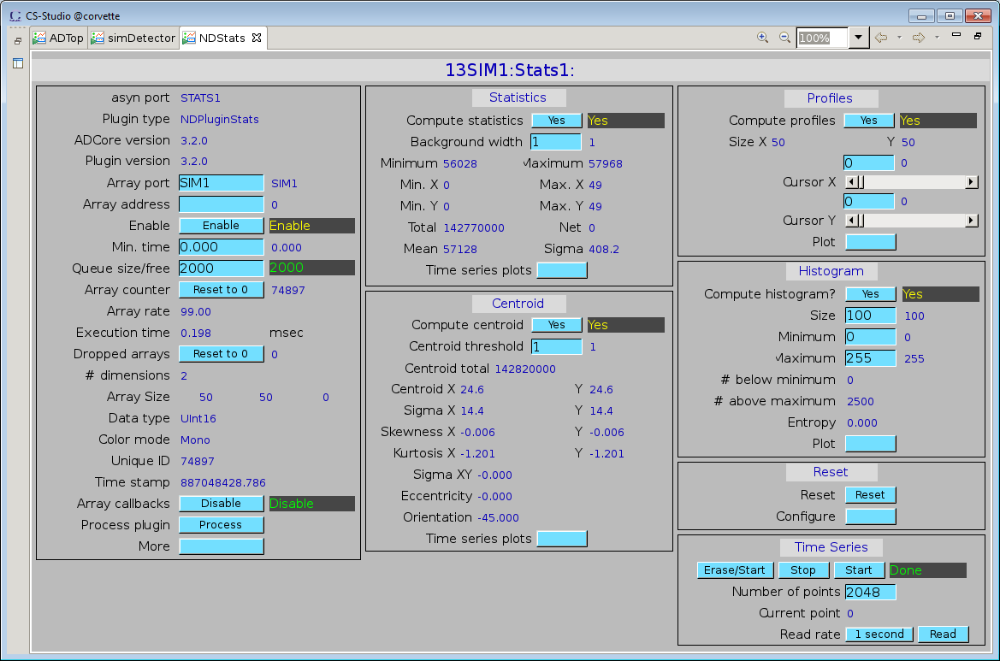 CS-Studio @corvette
ADTop simDetector NDStats 100%
13SIM1:Stats1:
asyn port STATS1
Plugin type NDPluginStats
ADCore version 3.2.0
Plugin version 3.2.0
Array port SIM1 SIM1
Array address 0
Enable Enable Enable
Min. time 0.000 0.000
Queue size/free 2000 2000
Array counter Reset to 0 74897
Array rate 99.00
Execution time 0.198 msec
Dropped arrays Reset to 0 0
# dimensions 2
Array Size 50 50 0
Data type UInt16
Color mode Mono
Unique ID 74897
Time stamp 887048428.786
Array callbacks Disable Disable
Process plugin Process
More
Statistics
Compute statistics Yes Yes
Background width 1 1
Minimum 56028 Maximum 57968
Min. X 0 Max. X 49
Min. Y 0 Max. Y 49
Total 142770000 Net 0
Mean 57128 Sigma 408.2
Time series plots
Centroid
Compute centroid Yes Yes
Centroid threshold 1 1
Centroid total 142820000
Centroid X 24.6 Y 24.6
Sigma X 14.4 Y 14.4
Skewness X -0.006 Y -0.006
Kurtosis X -1.201 Y -1.201
Sigma XY -0.000
Eccentricity -0.000
Orientation -45.000
Time series plots
Profiles
Compute profiles Yes Yes
Size X 50 Y 50
0 0
Cursor X
0 0
Cursor Y
Plot
Histogram
Compute histogram? Yes Yes
Size 100 100
Minimum 0 0
Maximum 255 255
# below minimum 0
# above maximum 2500
Entropy 0.000
Plot
Reset
Reset Reset
Configure
Time Series
Erase/Start Stop Start Done
Number of points 2048
Current point 0
Read rate 1 second Read